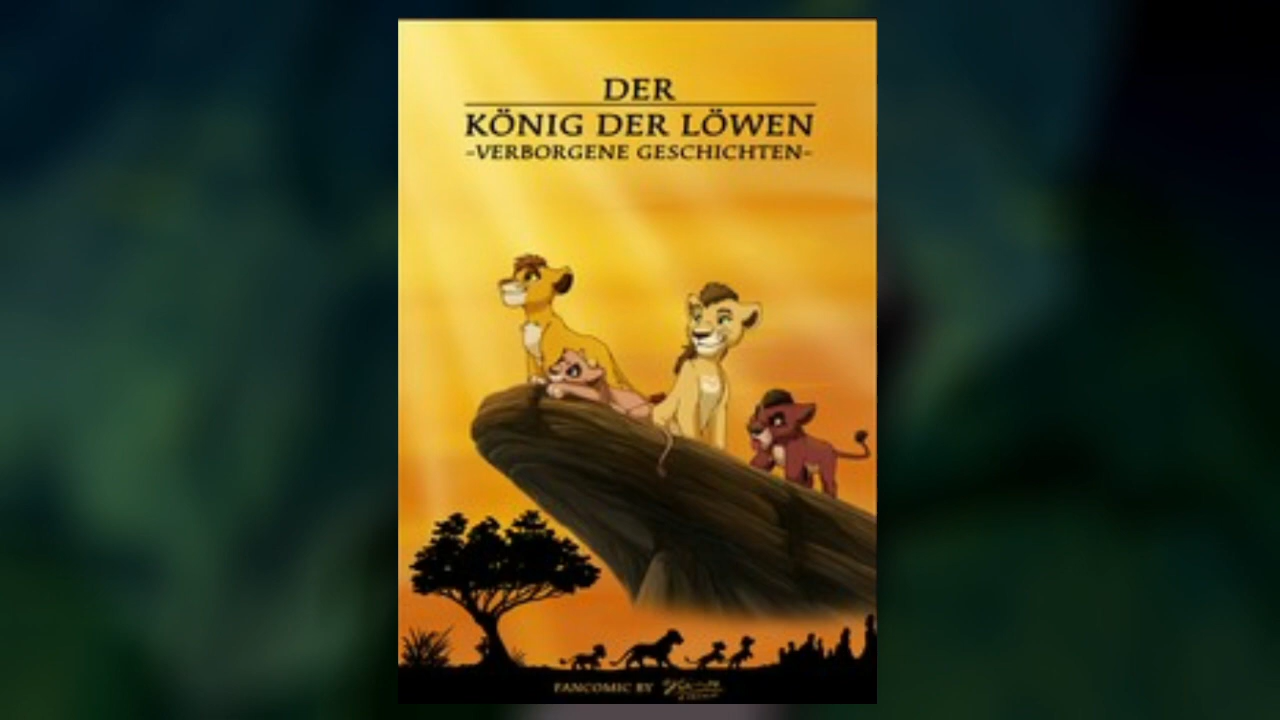 DER
KÖNIG DER LÖWEN
-VERBORGENE GESCHICHTEN-
FANCOMIC BY